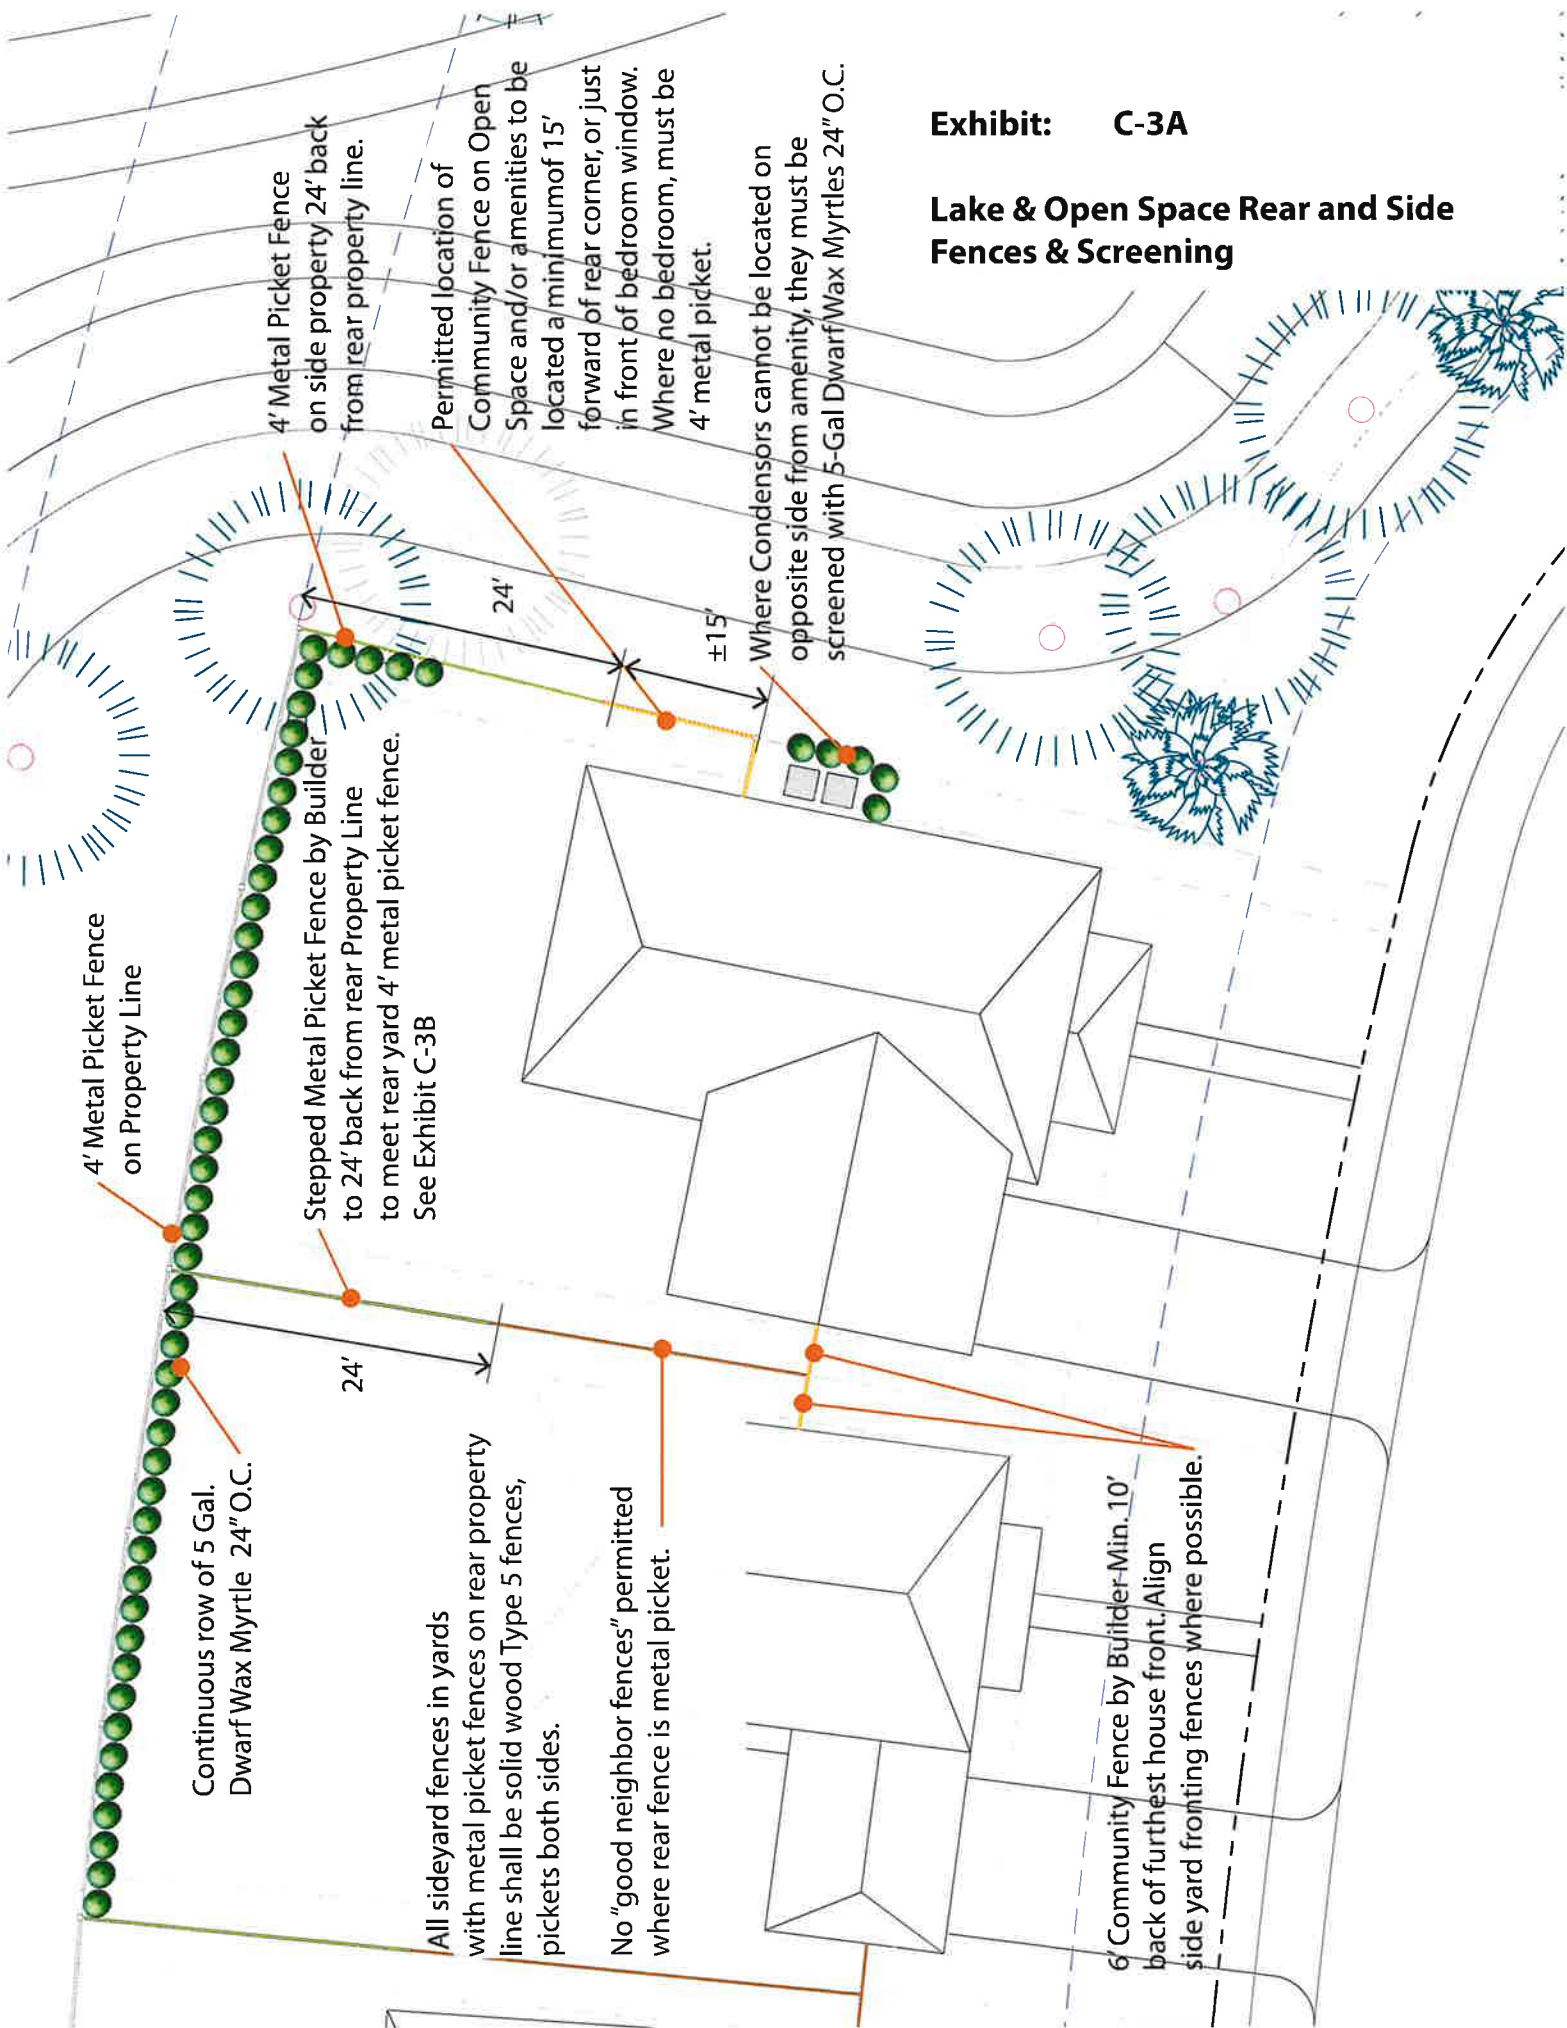 4' Metal Picket Fence
on Property Line
Continuous row of 5 Gal.
Dwarf Wax Myrtle 24" O.C.
4' Metal Picket Fence
on side property 24' back
from rear property line.
Stepped Metal Picket Fence by Builder
to 24' back from rear Property Line
to meet rear yard 4' metal picket fence.
See Exhibit C-3B
24'
24'
±15'
Permitted location of
Community Fence on Open
Space and/or amenities to be
located a minimumof 15'
forward of rear corner, or just
in front of bedroom window.
Where no bedroom, must be
4' metal picket.
All sideyard fences in yards
with metal picket fences on rear property
line shall be solid wood Type 5 fences,
pickets both sides.
No "good neighbor fences" permitted
where rear fence is metal picket.
Where Condensors cannot be located on
opposite side from amenity, they must be
screened with 5-Gal Dwarf Wax Myrtles 24" O.C.
6' Community Fence by Builder-Min. 10'
back of furthest house front. Align
side yard fronting fences where possible.
Exhibit: C-3A
Lake & Open Space Rear and Side
Fences & Screening